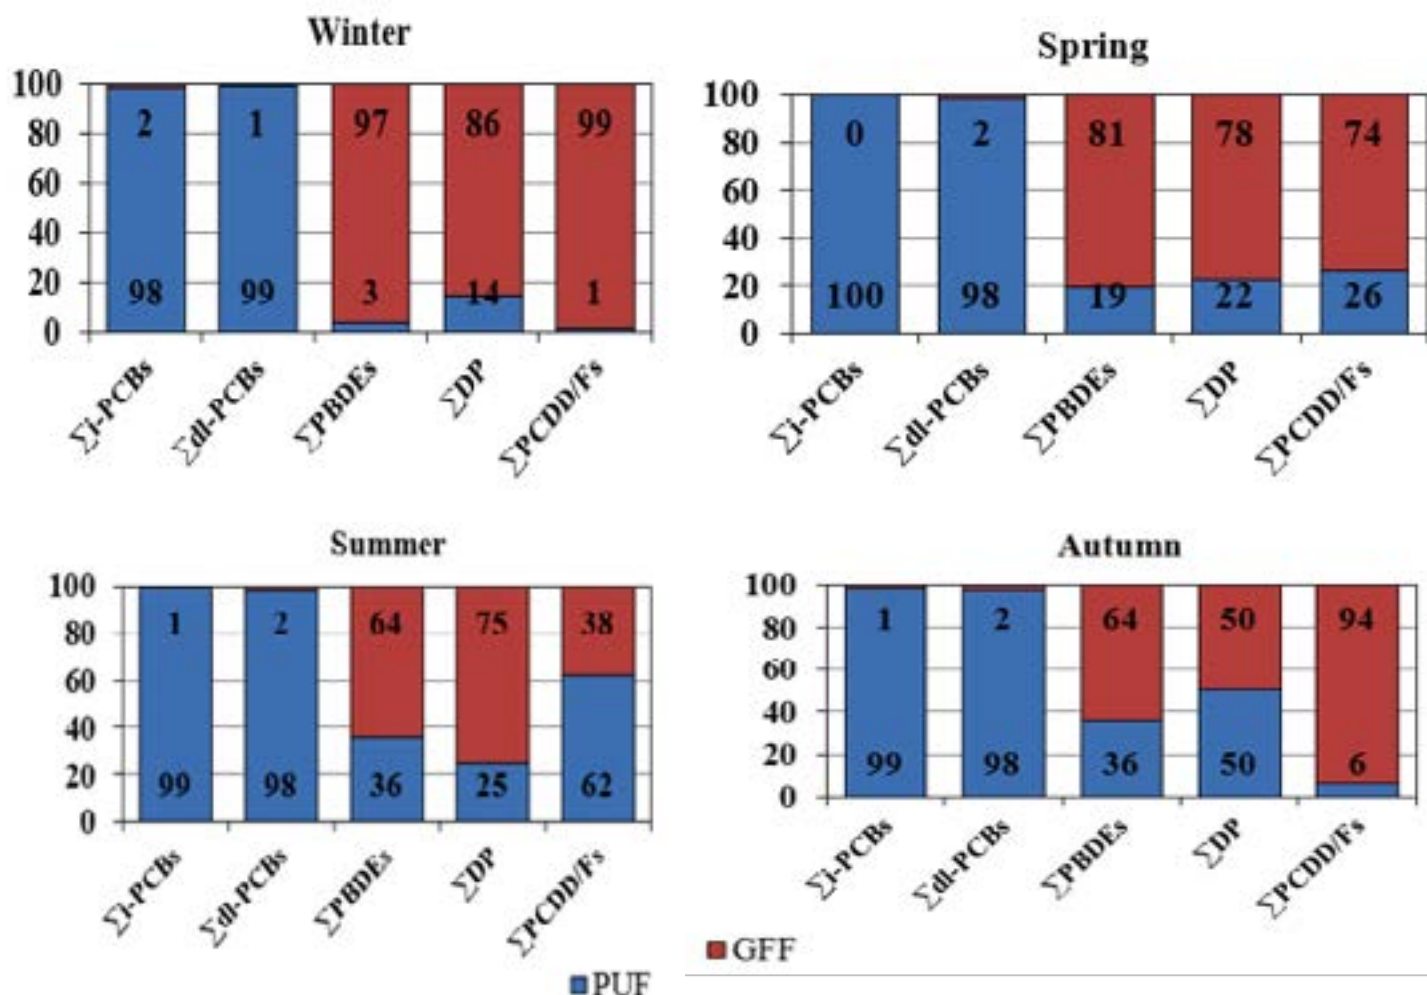 Winter
100
80
60
40
20
0
2 1 97 86 99
98 99 3 14 1
∑i-PCBs
∑dl-PCBs
∑PBDEs
∑DP
∑PCDD/Fs
Spring
100
80
60
40
20
0
0 2 81 78 74
100 98 19 22 26
∑i-PCBs
∑dl-PCBs
∑PBDEs
∑DP
∑PCDD/Fs
Summer
100
80
60
40
20
0
1 2 64 75 38
99 98 36 25 62
∑i-PCBs
∑dl-PCBs
∑PBDEs
∑DP
∑PCDD/Fs
PUF
Autumn
100
80
60
40
20
0
1 2 64 50 94
99 98 36 50 6
∑i-PCBs
∑dl-PCBs
∑PBDEs
∑DP
∑PCDD/Fs
GFF